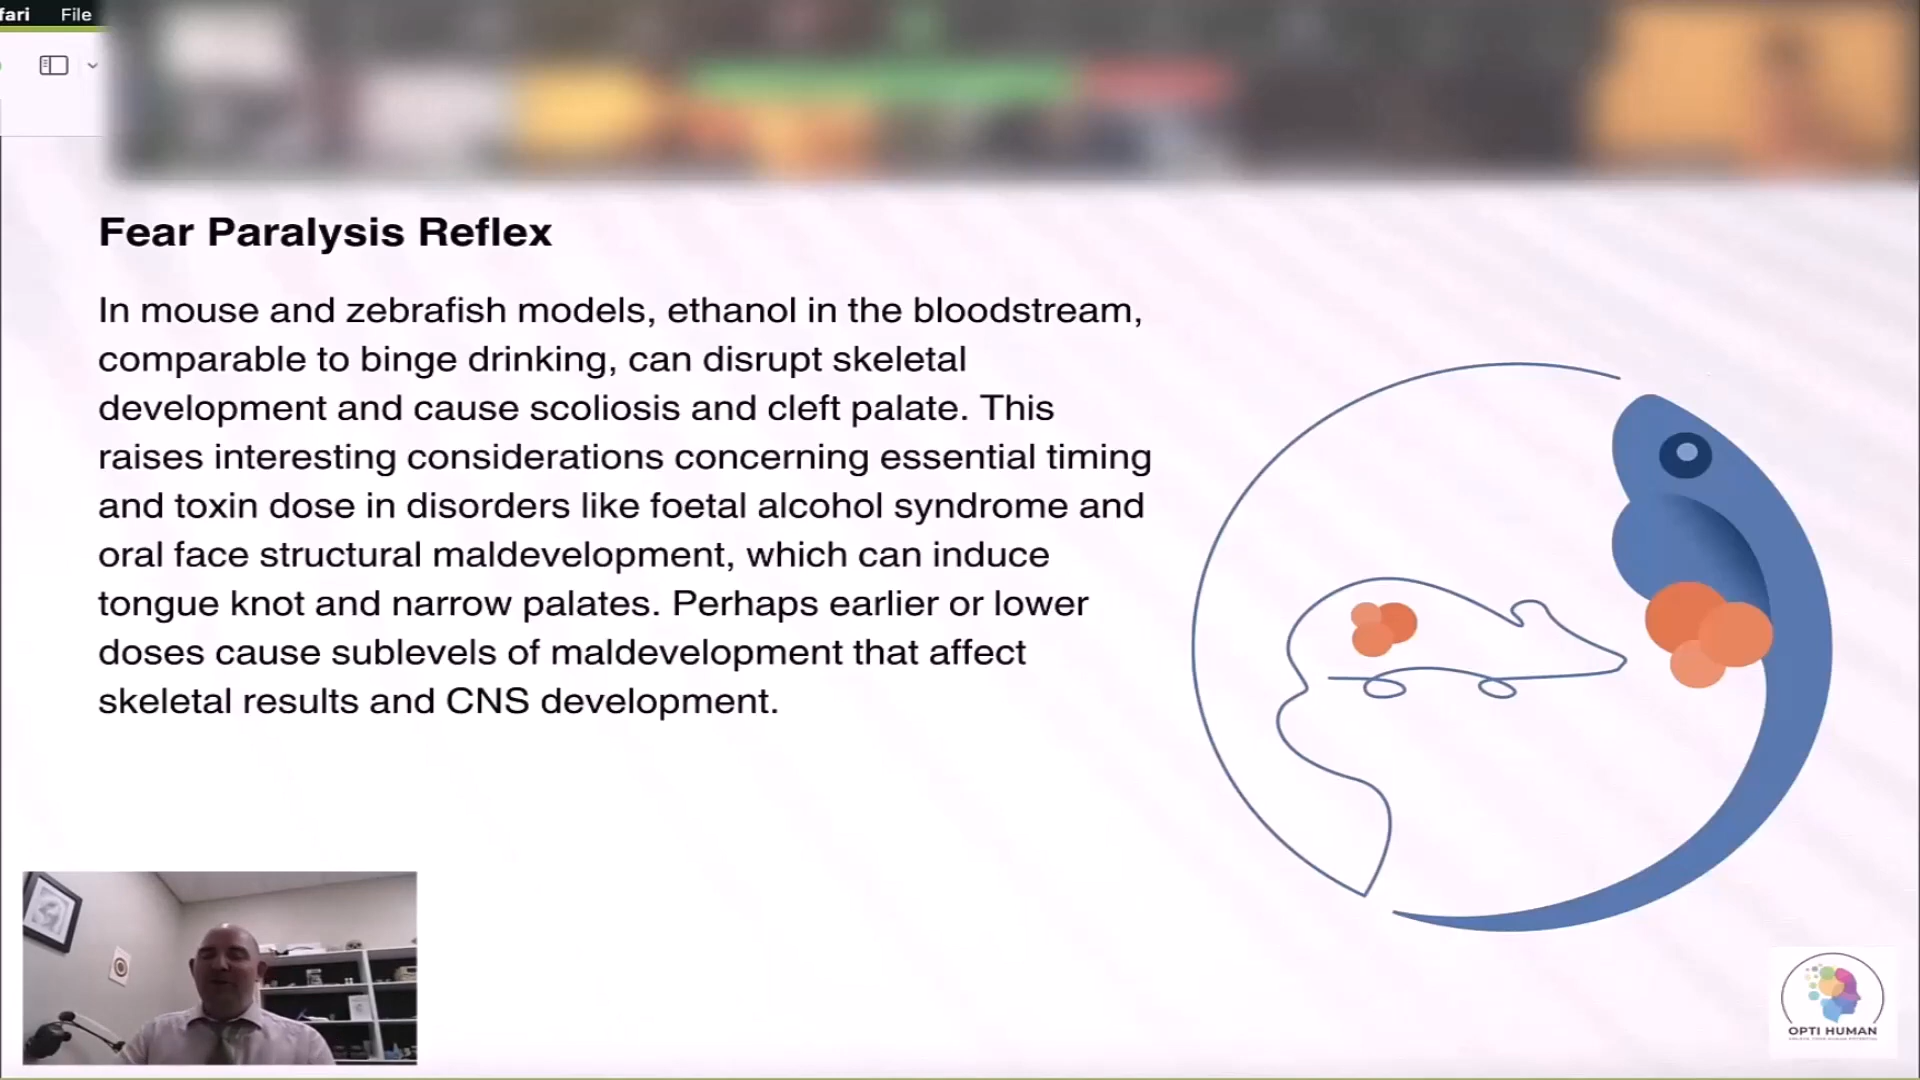 fari File
Fear Paralysis Reflex
In mouse and zebrafish models, ethanol in the bloodstream,
comparable to binge drinking, can disrupt skeletal
development and cause scoliosis and cleft palate. This
raises interesting considerations concerning essential timing
and toxin dose in disorders like foetal alcohol syndrome and
oral face structural maldevelopment, which can induce
tongue knot and narrow palates. Perhaps earlier or lower
doses cause sublevels of maldevelopment that affect
skeletal results and CNS development.
OPTI HUMAN